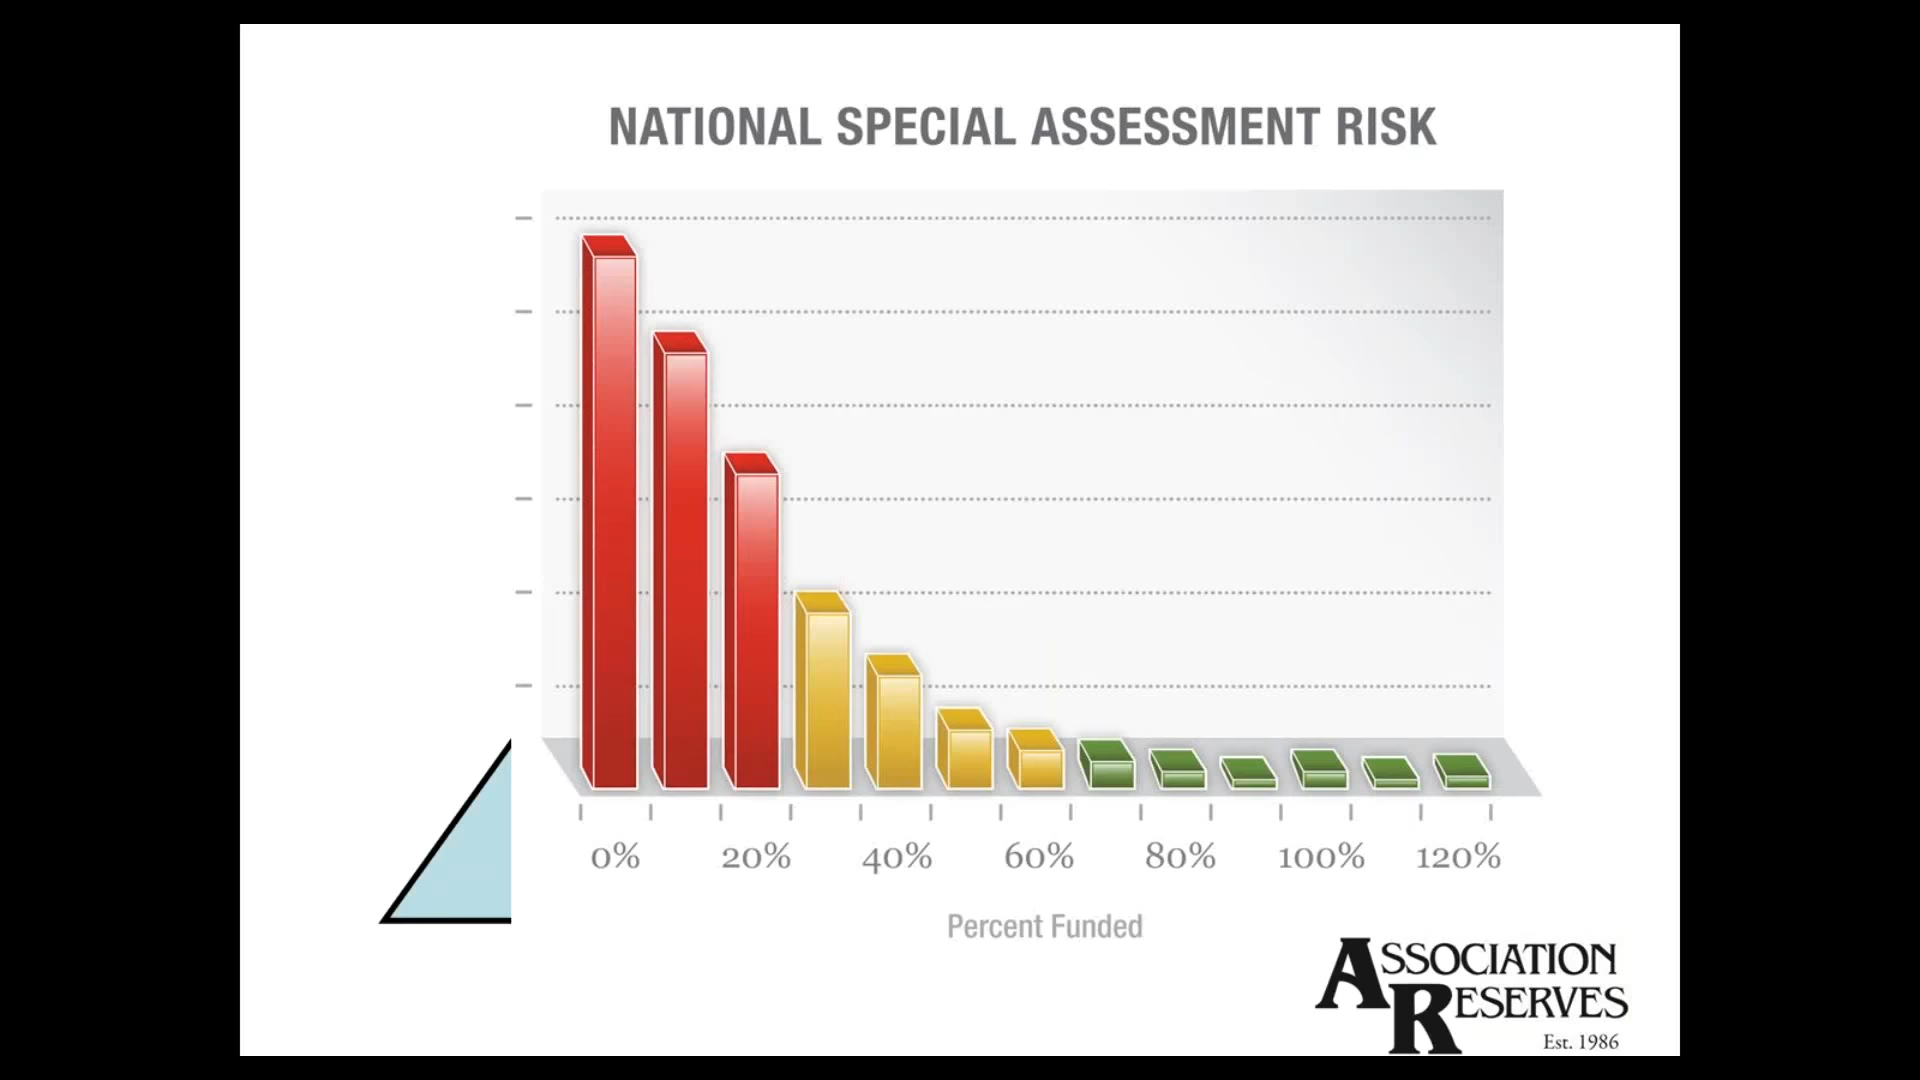 NATIONAL SPECIAL ASSESSMENT RISK
0% 20% 40% 60% 80% 100% 120%
Percent Funded
ASSOCIATION
RESERVES
Est. 1986